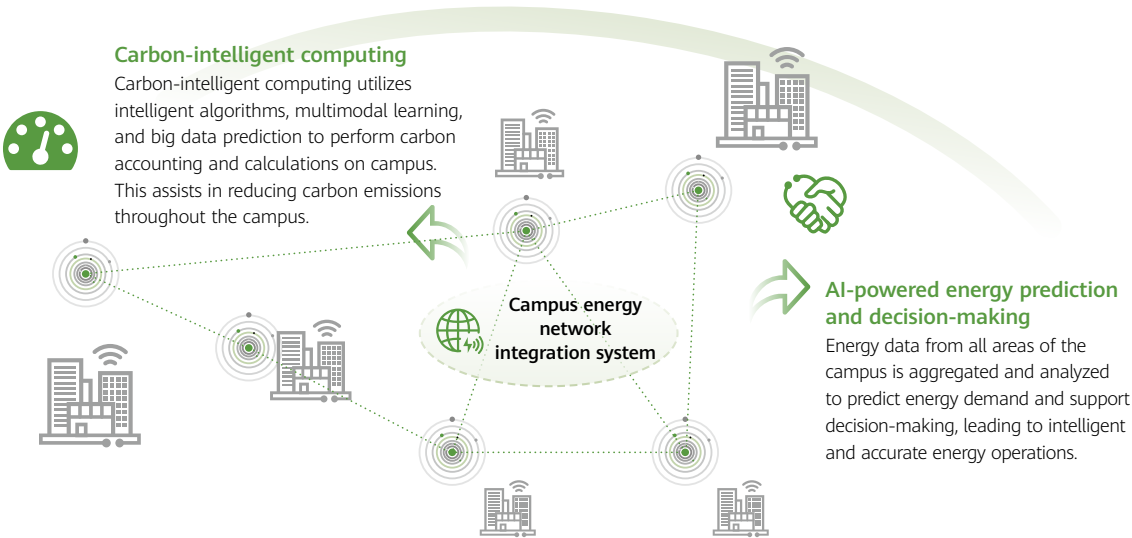 Carbon-intelligent computing
Carbon-intelligent computing utilizes
intelligent algorithms, multimodal learning,
and big data prediction to perform carbon
accounting and calculations on campus.
This assists in reducing carbon emissions
throughout the campus.
Campus energy
network
integration system
AI-powered energy prediction
and decision-making
Energy data from all areas of the
campus is aggregated and analyzed
to predict energy demand and support
decision-making, leading to intelligent
and accurate energy operations.